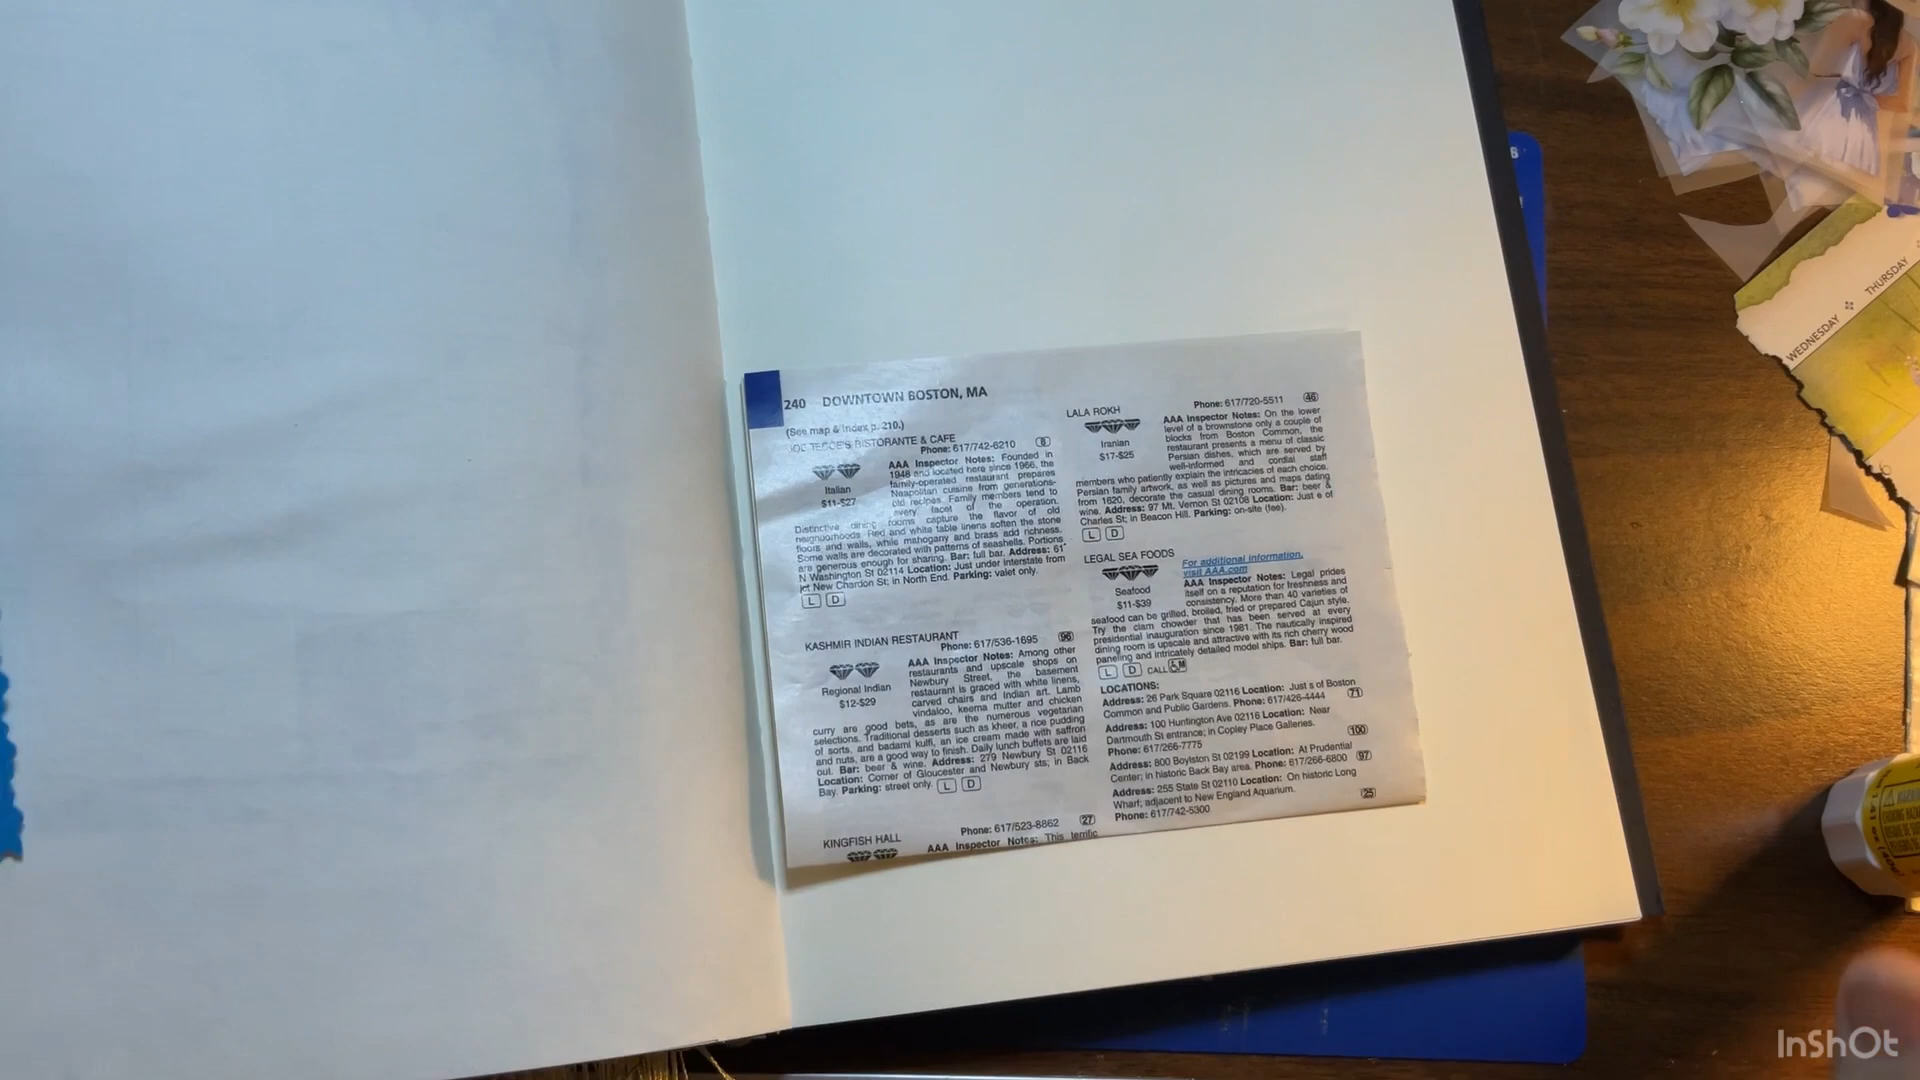 240 DOWNTOWN BOSTON, MA
(See map & index p. 210.)
JOE TECCE'S RISTORANTE & CAFE
Phone: 617/742-6210
Italian
$11-$27
AAA Inspector Notes: Founded in
1948 and located here since 1966, the
family-operated restaurant prepares
Neapolitan cuisine from generations-
old recipes. Family members tend to
every facet of the operation.
Distinctive dining rooms capture the flavor of old
neighborhoods. Red and white table linens soften the stone
floors and walls, while mahogany and brass add richness.
Some walls are decorated with patterns of seashells. Portions
are generous enough for sharing. Bar: full bar. Address: 61
N Washington St 02114 Location: Just under interstate from
jct New Chardon St; in North End. Parking: valet only.
L D
KASHMIR INDIAN RESTAURANT
Phone: 617/536-1695 96
Regional Indian
$12-$29
AAA Inspector Notes: Among other
restaurants and upscale shops on
Newbury Street, the basement
restaurant is graced with white linens,
carved chairs and Indian art. Lamb
vindaloo, keema mutter and chicken
curry are good bets, as are the numerous vegetarian
selections. Traditional desserts such as kheer, a rice pudding
of sorts, and badami kulfi, an ice cream made with saffron
and nuts, are a good way to finish. Daily lunch buffets are laid
out. Bar: beer & wine. Address: 279 Newbury St 02116
Location: Corner of Gloucester and Newbury sts; in Back
Bay. Parking: street only. L D
KINGFISH HALL
Phone: 617/523-8862 27
AAA Inspector Notes: This terrific
LALA ROKH
Phone: 617/720-5511 46
Iranian
$17-$25
AAA Inspector Notes: On the lower
level of a brownstone only a couple of
blocks from Boston Common, the
restaurant presents a menu of classic
Persian dishes, which are served by
well-informed and cordial staff
members who patiently explain the intricacies of each choice.
Persian family artwork, as well as pictures and maps dating
from 1620, decorate the casual dining rooms. Bar: beer &
wine. Address: 97 Mt. Vernon St 02108 Location: Just e of
Charles St; in Beacon Hill. Parking: on-site (fee).
L D
LEGAL SEA FOODS
For additional information,
visit AAA.com
Seafood
$11-$39
AAA Inspector Notes: Legal prides
itself on a reputation for freshness and
consistency. More than 40 varieties of
seafood can be grilled, broiled, fried or prepared Cajun style.
Try the clam chowder that has been served at every
presidential inauguration since 1981. The nautically inspired
dining room is upscale and attractive with its rich cherry wood
paneling and intricately detailed model ships. Bar: full bar.
L D CALL &M
LOCATIONS:
Address: 26 Park Square 02116 Location: Just s of Boston
Common and Public Gardens. Phone: 617/426-4444 71
Address: 100 Huntington Ave 02116 Location: Near
Dartmouth St entrance; in Copley Place Galleries.
Phone: 617/266-7775 100
Address: 800 Boylston St 02199 Location: At Prudential
Center; in historic Back Bay area. Phone: 617/266-6800 97
Address: 255 State St 02110 Location: On historic Long
Wharf; adjacent to New England Aquarium.
Phone: 617/742-5300 25
WEDNESDAY THURSDAY
InShOt